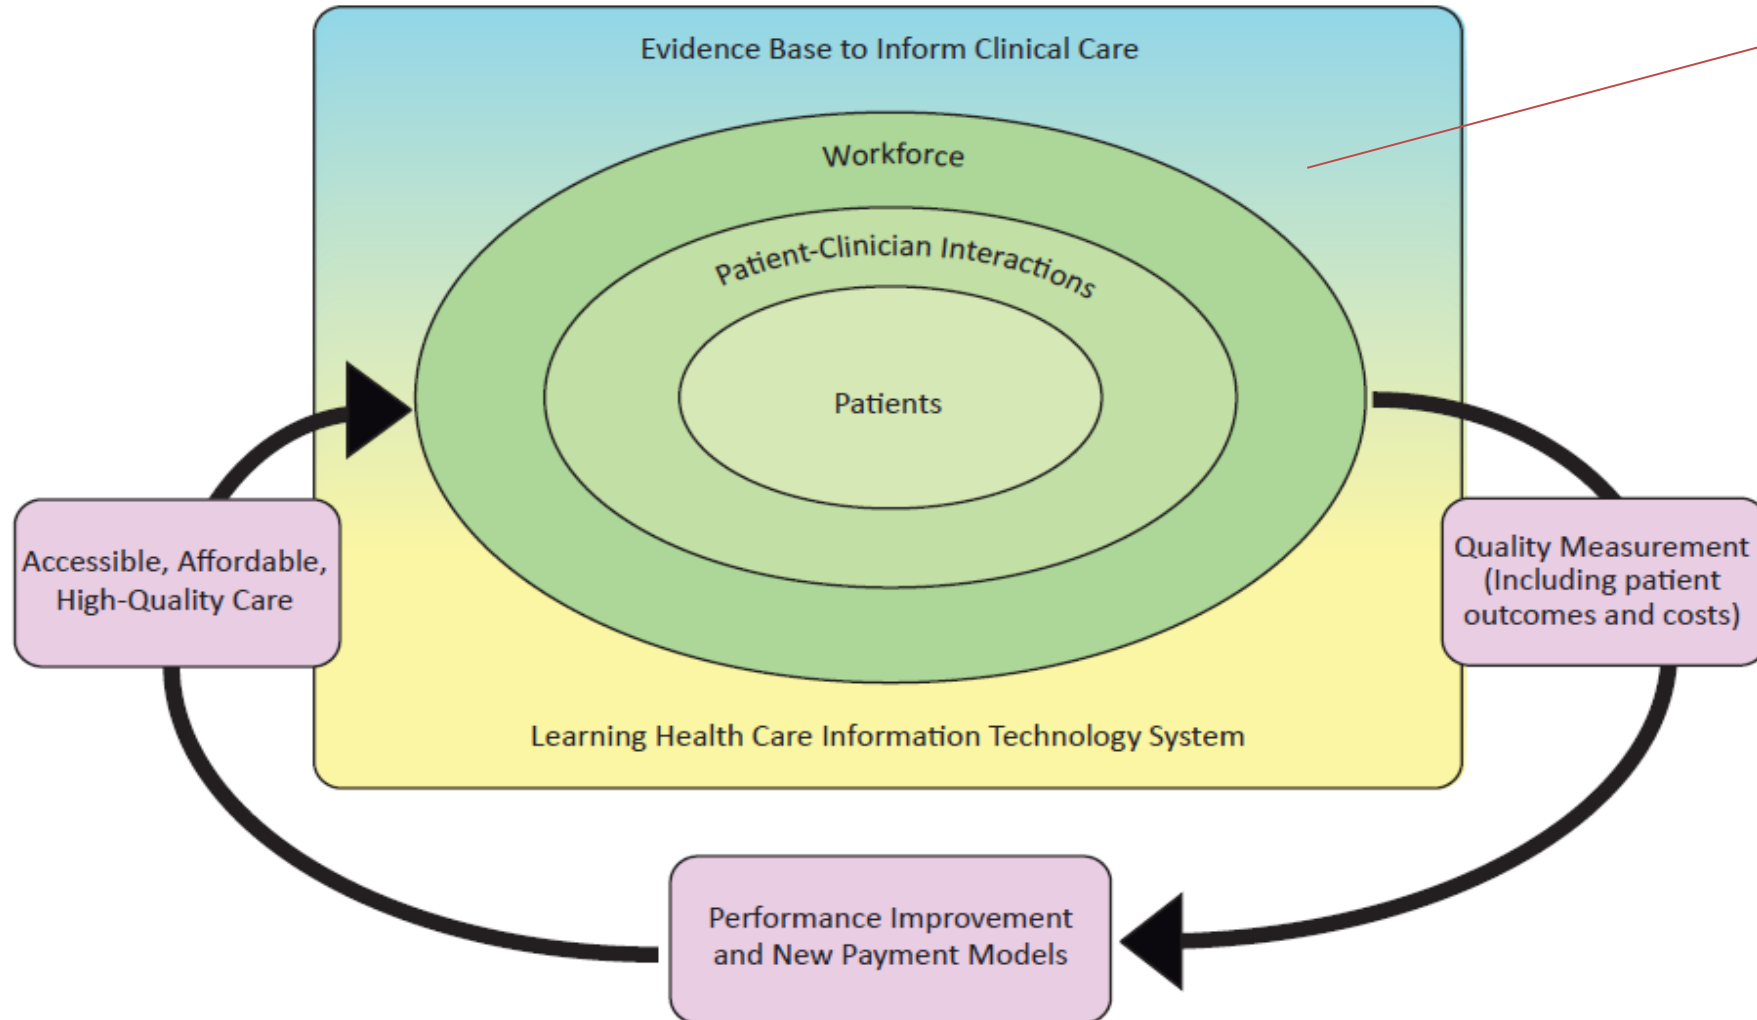 Evidence Base to Inform Clinical Care
Workforce
Patient-Clinician Interactions
Patients
Accessible, Affordable,
High-Quality Care
Quality Measurement
(Including patient
outcomes and costs)
Learning Health Care Information Technology System
Performance Improvement
and New Payment Models